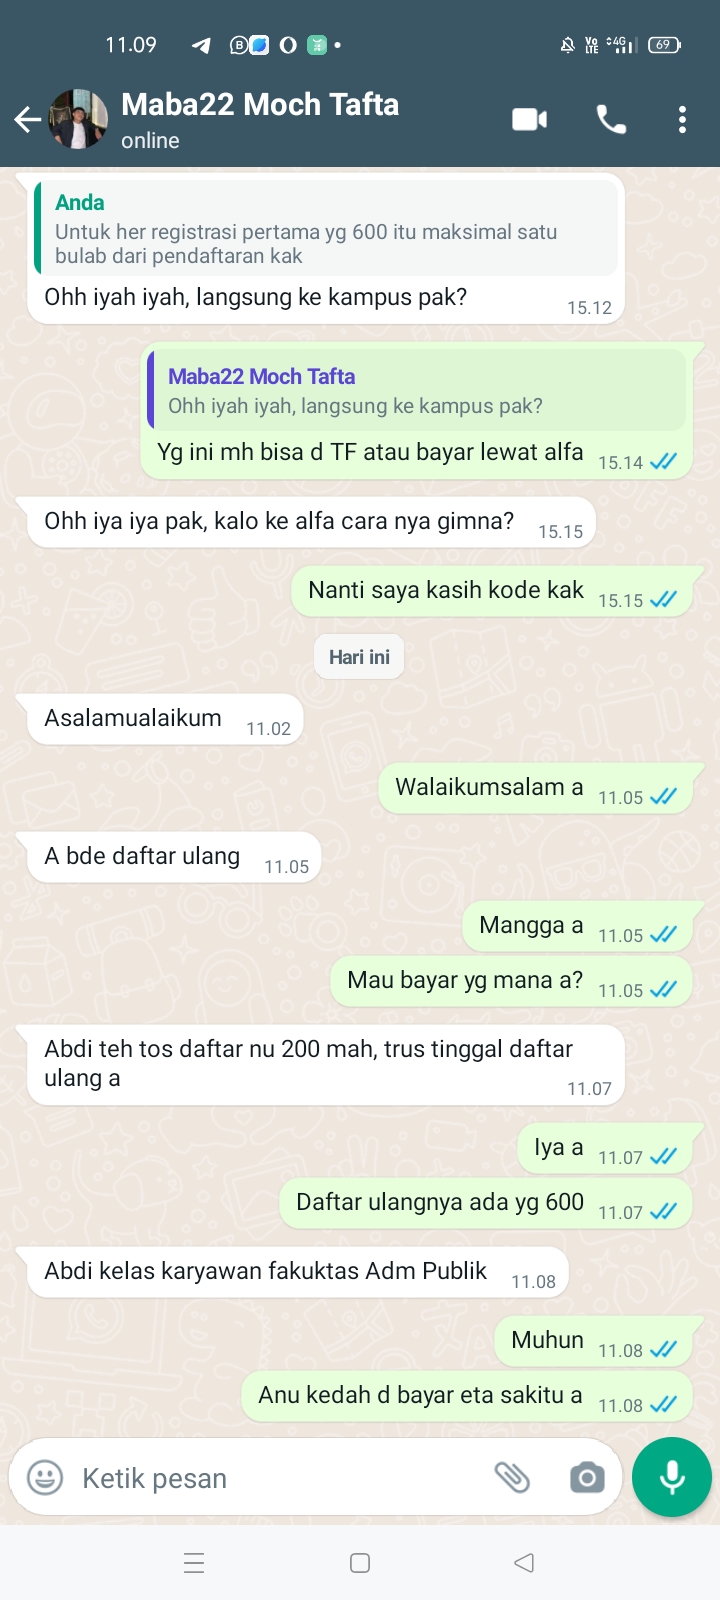 11.09
VoLTE 4G 69
Maba22 Moch Tafta
online
Anda
Untuk her registrasi pertama yg 600 itu maksimal satu
bulab dari pendaftaran kak
Ohh iyah iyah, langsung ke kampus pak? 15.12
Maba22 Moch Tafta
Ohh iyah iyah, langsung ke kampus pak?
Yg ini mh bisa d TF atau bayar lewat alfa 15.14
Ohh iya iya pak, kalo ke alfa cara nya gimna? 15.15
Nanti saya kasih kode kak 15.15
Hari ini
Asalamualaikum 11.02
Walaikumsalam a 11.05
A bde daftar ulang 11.05
Mangga a 11.05
Mau bayar yg mana a? 11.05
Abdi teh tos daftar nu 200 mah, trus tinggal daftar
ulang a 11.07
Iya a 11.07
Daftar ulangnya ada yg 600 11.07
Abdi kelas karyawan fakuktas Adm Publik 11.08
Muhun 11.08
Anu kedah d bayar eta sakitu a 11.08
Ketik pesan